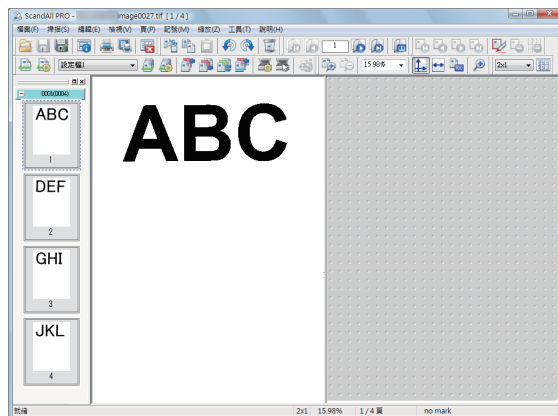 ScandAll PRO - image0027.tif [1 / 4]
檔案(F) 掃描(S) 編輯(E) 檢視(V) 頁(P) 記號(M) 縮放(Z) 工具(T) 說明(H)
1
設定檔1 15.98% 2x1
0001(0004)
ABC
1
DEF
2
GHI
3
JKL
4
ABC
就緒 2x1 15.98% 1 / 4 頁 no mark